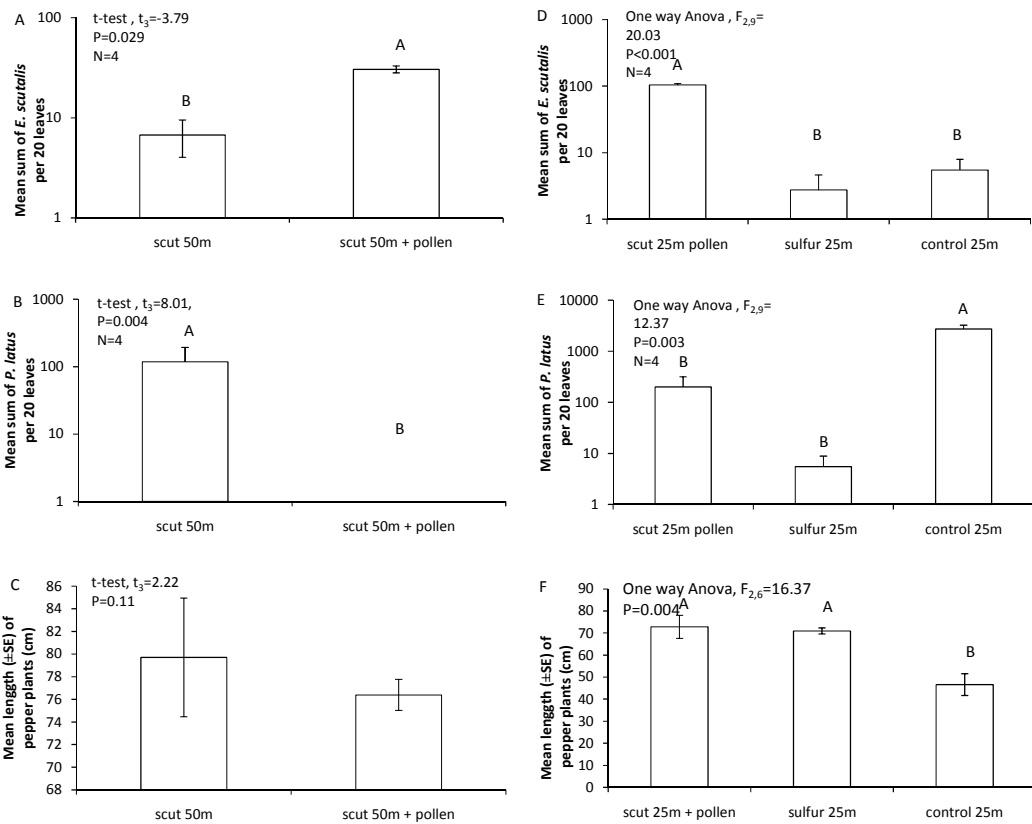 A
t-test , t3=-3.79
P=0.029
N=4
Mean sum of E. scutalis
per 20 leaves
100
10
1
B
A
scut 50m
scut 50m + pollen
B
t-test , t3=8.01,
P=0.004
N=4
Mean sum of P. latus
per 20 leaves
1000
100
10
1
A
B
scut 50m
scut 50m + pollen
C
t-test, t3=2.22
P=0.11
Mean lenggth (±SE) of
pepper plants (cm)
86
84
82
80
78
76
74
72
70
68
scut 50m
scut 50m + pollen
D
One way Anova , F2,9=
20.03
P<0.001
N=4
Mean sum of E. scutalis
per 20 leaves
1000
100
10
1
A
B
B
scut 25m pollen
sulfur 25m
control 25m
E
One way Anova , F2,9=
12.37
P=0.003
N=4
Mean sum of P. latus
per 20 leaves
10000
1000
100
10
1
B
B
A
scut 25m pollen
sulfur 25m
control 25m
F
One way Anova, F2,6=16.37
P=0.004
Mean lenggth (±SE) of
pepper plants (cm)
90
80
70
60
50
40
30
20
10
0
A
A
B
scut 25m + pollen
sulfur 25m
control 25m